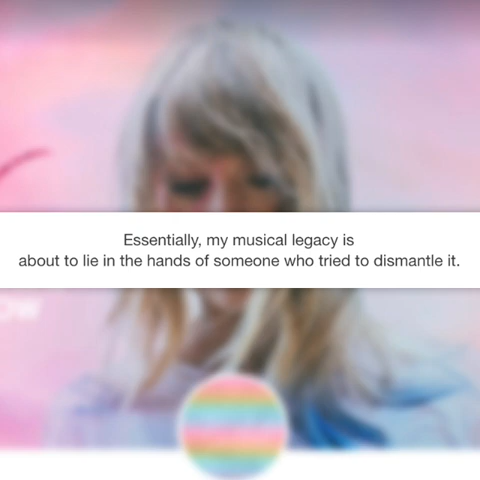 Essentially, my musical legacy is
about to lie in the hands of someone who tried to dismantle it.